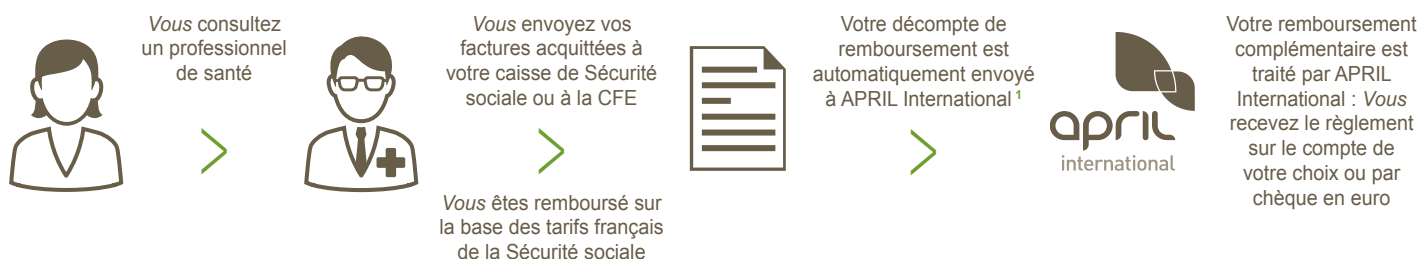 Vous consultez
un professionnel
de santé
Vous envoyez vos
factures acquittées à
votre caisse de Sécurité
sociale ou à la CFE
Vous êtes remboursé sur
la base des tarifs français
de la Sécurité sociale
Votre décompte de
remboursement est
automatiquement envoyé
à APRIL International ¹
april
international
Votre remboursement
complémentaire est
traité par APRIL
International : Vous
recevez le règlement
sur le compte de
votre choix ou par
chèque en euro